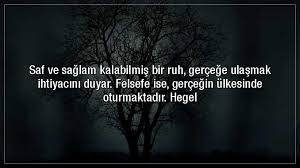 Saf ve sağlam kalabilmiş bir ruh, gerçeğe ulaşmak
ihtiyacını duyar. Felsefe ise, gerçeğin ülkesinde
oturmaktadır. Hegel